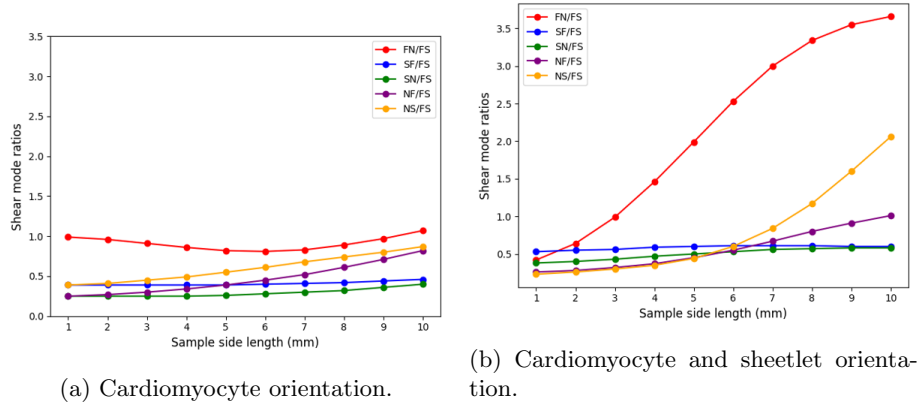 3.5
3.0
2.5
2.0
1.5
1.0
0.5
0.0
Shear mode ratios
FN/FS
SF/FS
SN/FS
NF/FS
NS/FS
1 2 3 4 5 6 7 8 9 10
Sample side length (mm)
(a) Cardiomyocyte orientation.
3.5
3.0
2.5
2.0
1.5
1.0
0.5
Shear mode ratios
FN/FS
SF/FS
SN/FS
NF/FS
NS/FS
1 2 3 4 5 6 7 8 9 10
Sample side length (mm)
(b) Cardiomyocyte and sheetlet orienta-
tion.